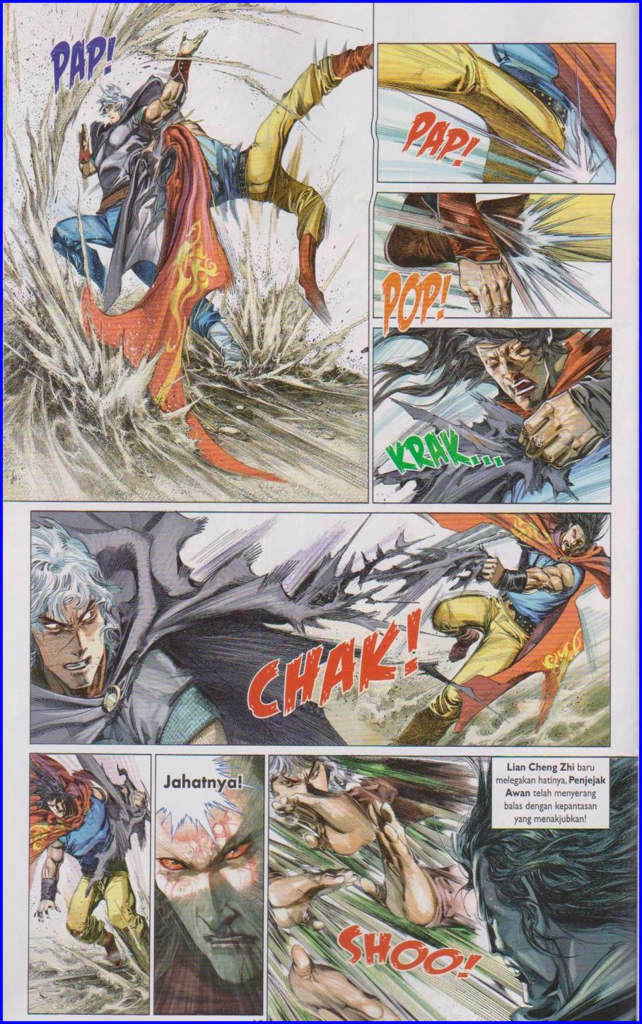 PAP!
PAP!
POP!
KRAK...
CHAK!
Jahatnya!
Lian Cheng Zhi baru
melegakan hatinya, Penjejak
Awan telah menyerang
balas dengan kepantasan
yang menakjubkan!
SHOO!